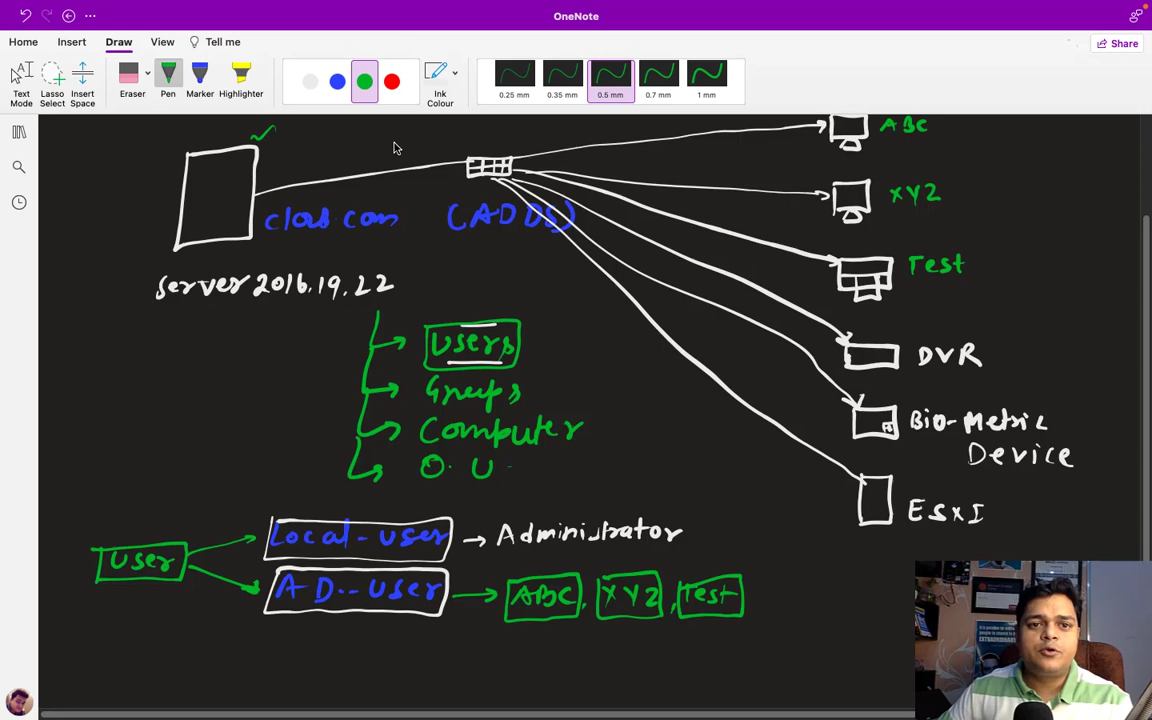 OneNote
Home Insert Draw View Tell me
Share
Text Mode
Lasso Select
Insert Space
Eraser
Pen
Marker
Highlighter
Ink Colour
0.25 mm
0.35 mm
0.5 mm
0.7 mm
1 mm
ABC
XYZ
(ADDS)
Test
Server 2016.19.22
Users
DVR
Groups
Computer
Bio-Metric
Device
O.U
ESXI
Local-user → Administrator
User
A D--User → ABC, XYZ, Test
EXTRAORDINARY